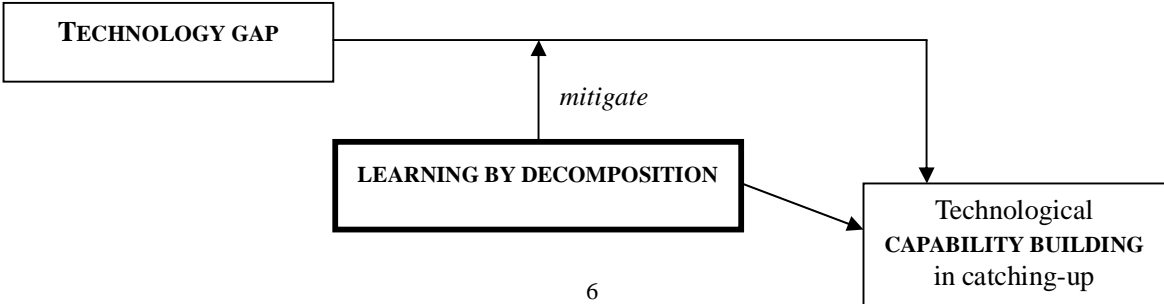 TECHNOLOGY GAP
mitigate
LEARNING BY DECOMPOSITION
Technological
CAPABILITY BUILDING
in catching-up
6